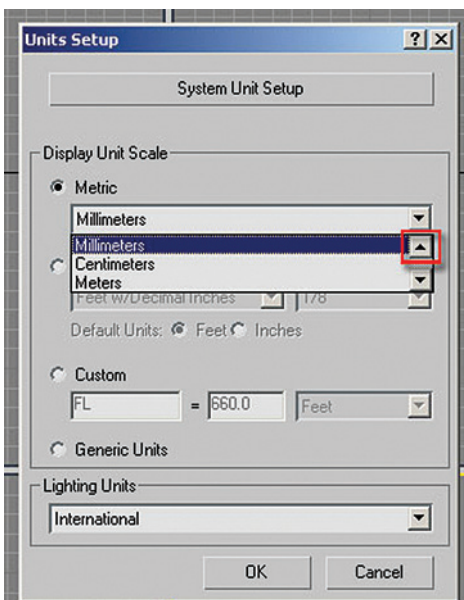 Units Setup
System Unit Setup
Display Unit Scale
Metric
Millimeters
Millimeters
Centimeters
Meters
Feet w/Decimal Inches 1/8
Default Units: Feet Inches
Custom
FL = 660.0 Feet
Generic Units
Lighting Units
International
OK Cancel